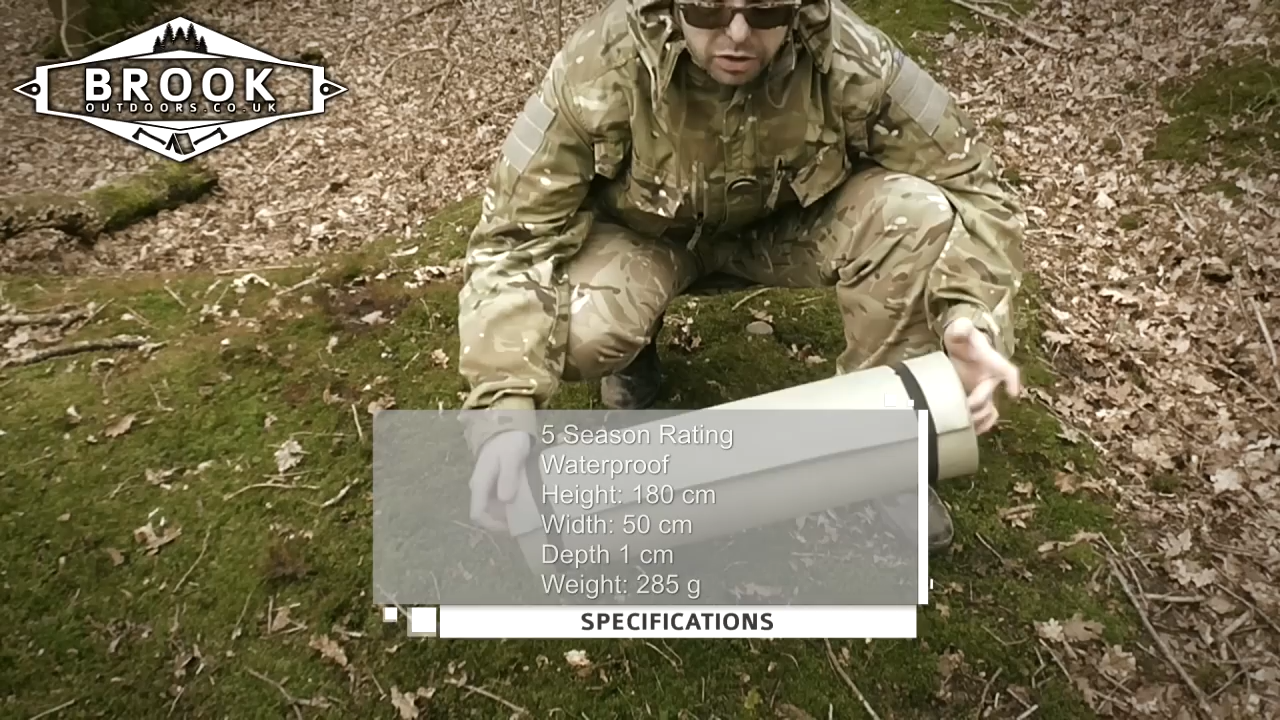 BROOK
OUTDOORS.CO.UK
5 Season Rating
Waterproof
Height: 180 cm
Width: 50 cm
Depth 1 cm
Weight: 285 g
SPECIFICATIONS